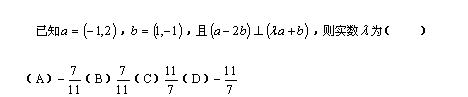 已知a=(-1,2)，b=(1,-1)，且(a-2b)⊥(λa+b)，则实数λ为(    )
(A) -7/11 (B) 7/11 (C) 11/7 (D) -11/7